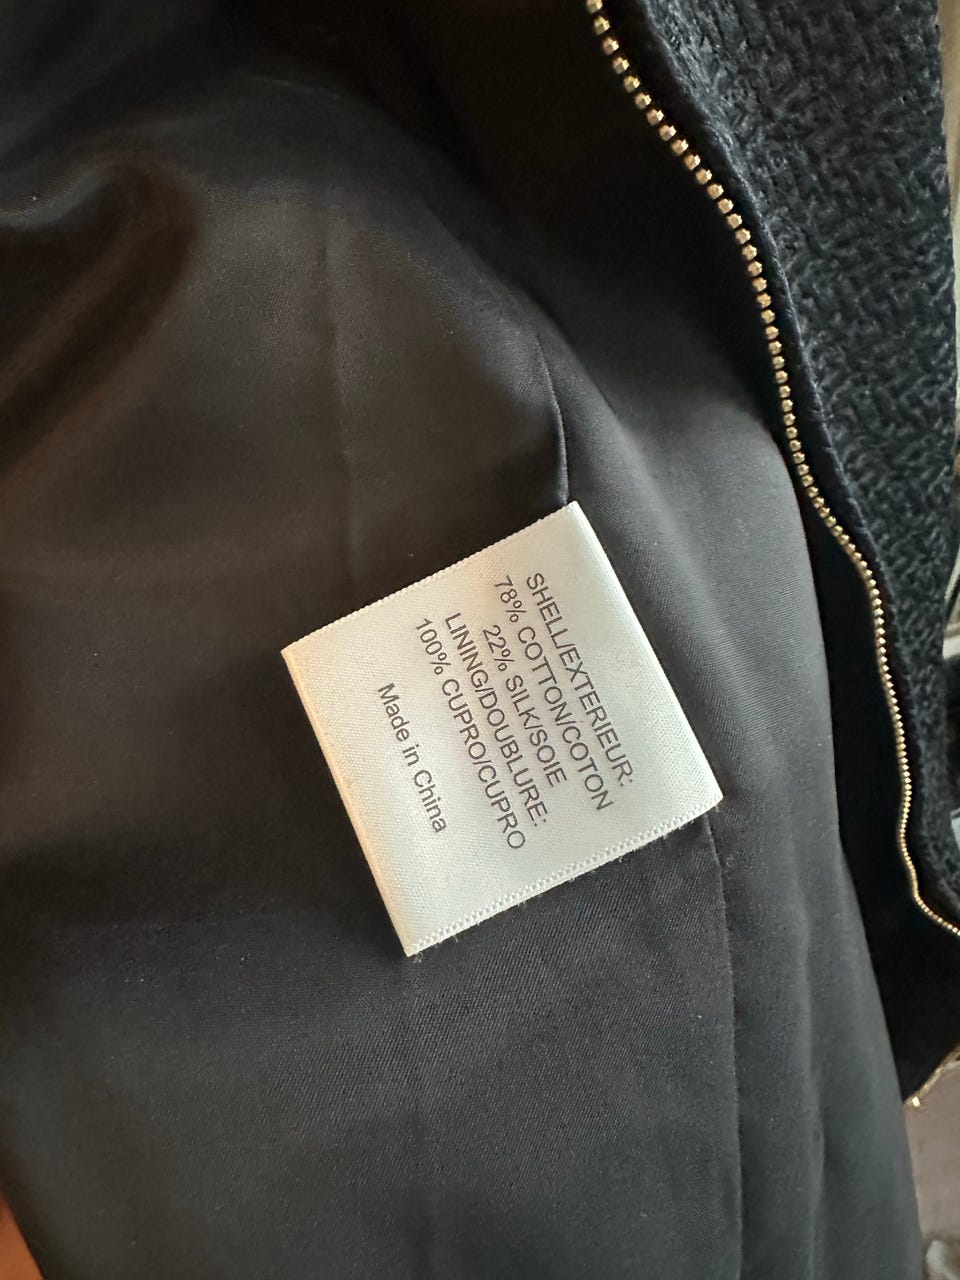 SHELL/EXTERIEUR:
78% COTTON/COTON
22% SILK/SOIE
LINING/DOUBLURE:
100% CUPRO/CUPRO
Made in China